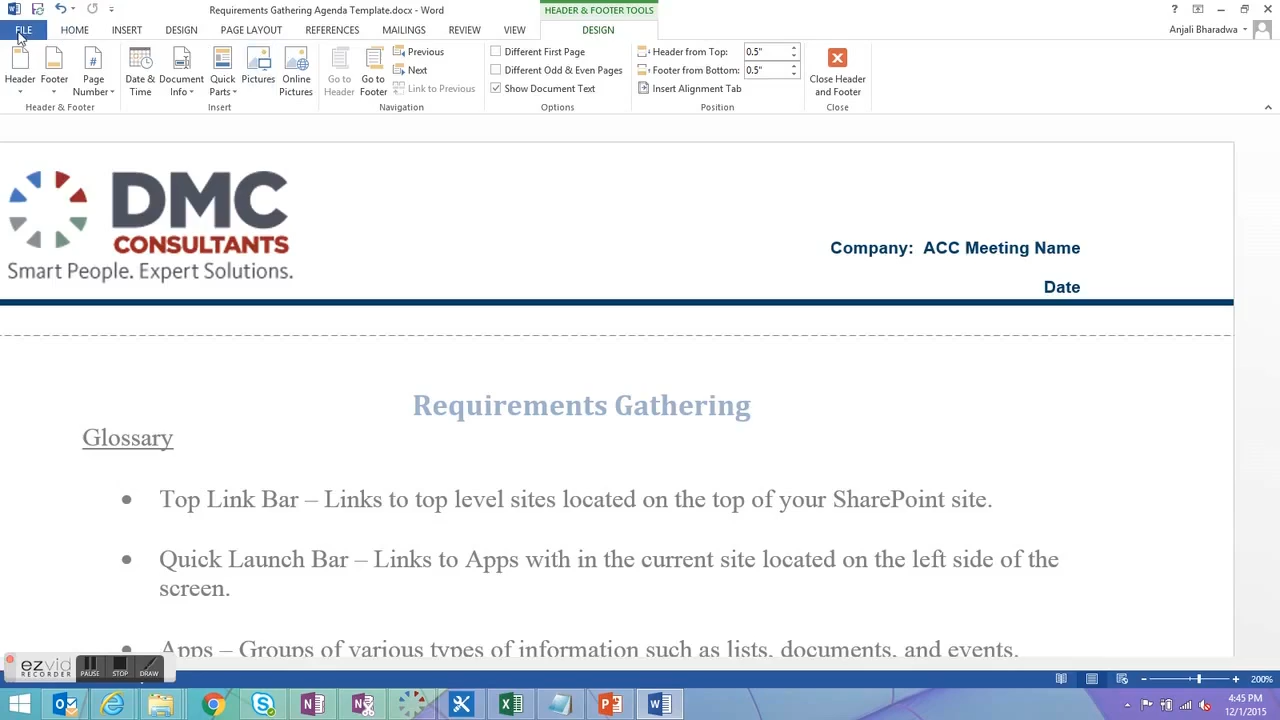 Requirements Gathering Agenda Template.docx - Word
HEADER & FOOTER TOOLS
?
FILE HOME INSERT DESIGN PAGE LAYOUT REFERENCES MAILINGS REVIEW VIEW DESIGN
Anjali Bharadwa
Header
Footer
Page Number
Header & Footer
Date & Time
Document Info
Quick Parts
Pictures
Online Pictures
Insert
Go to Header
Go to Footer
Previous
Next
Link to Previous
Navigation
Different First Page
Different Odd & Even Pages
Show Document Text
Options
Header from Top: 0.5"
Footer from Bottom: 0.5"
Insert Alignment Tab
Position
Close Header and Footer
Close
DMC
CONSULTANTS
Smart People. Expert Solutions.
Company: ACC Meeting Name
Date
Requirements Gathering
Glossary
• Top Link Bar – Links to top level sites located on the top of your SharePoint site.
• Quick Launch Bar – Links to Apps with in the current site located on the left side of the
screen.
• Apps – Groups of various types of information such as lists, documents, and events.
ezvid
RECORDER
PAUSE STOP DRAW
200%
4:45 PM
12/1/2015